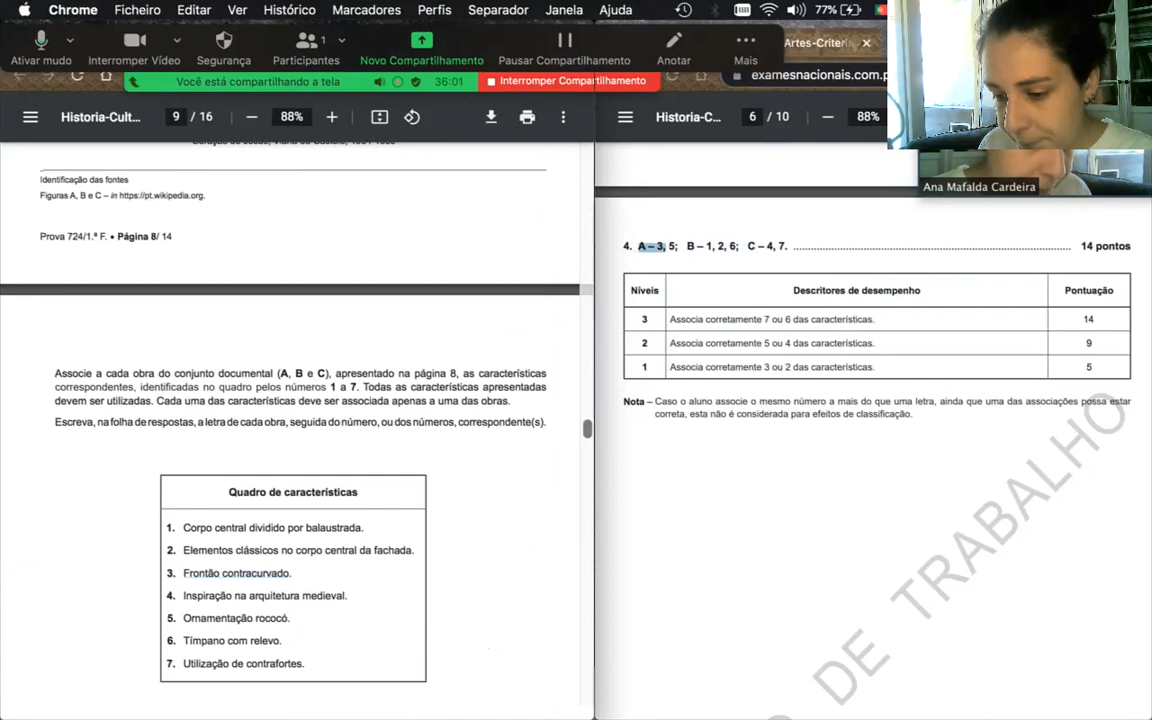 Chrome Ficheiro Editar Ver Histórico Marcadores Perfis Separador Janela Ajuda 77%
Ativar mudo Interromper Vídeo Segurança Participantes 1 Novo Compartilhamento Pausar Compartilhamento Anotar Mais
Artes-Criteri
Você está compartilhando a tela 36:01 Interromper Compartilhamento
examesnacionais.com.p
Historia-Cult... 9 / 16 88%
Historia-C... 6 / 10 88%
Ana Mafalda Cardeira
Identificação das fontes
Figuras A, B e C – in https://pt.wikipedia.org.
Prova 724/1.ª F. • Página 8/ 14
Associe a cada obra do conjunto documental (A, B e C), apresentado na página 8, as características
correspondentes, identificadas no quadro pelos números 1 a 7. Todas as características apresentadas
devem ser utilizadas. Cada uma das características deve ser associada apenas a uma das obras.
Escreva, na folha de respostas, a letra de cada obra, seguida do número, ou dos números, correspondente(s).
Quadro de características
1. Corpo central dividido por balaustrada.
2. Elementos clássicos no corpo central da fachada.
3. Frontão contracurvado.
4. Inspiração na arquitetura medieval.
5. Ornamentação rococó.
6. Tímpano com relevo.
7. Utilização de contrafortes.
4. A – 3, 5; B – 1, 2, 6; C – 4, 7. ........................................................................ 14 pontos
Níveis Descritores de desempenho Pontuação
3 Associa corretamente 7 ou 6 das características. 14
2 Associa corretamente 5 ou 4 das características. 9
1 Associa corretamente 3 ou 2 das características. 5
Nota – Caso o aluno associe o mesmo número a mais do que uma letra, ainda que uma das associações possa estar
correta, esta não é considerada para efeitos de classificação.
DE TRABALHO